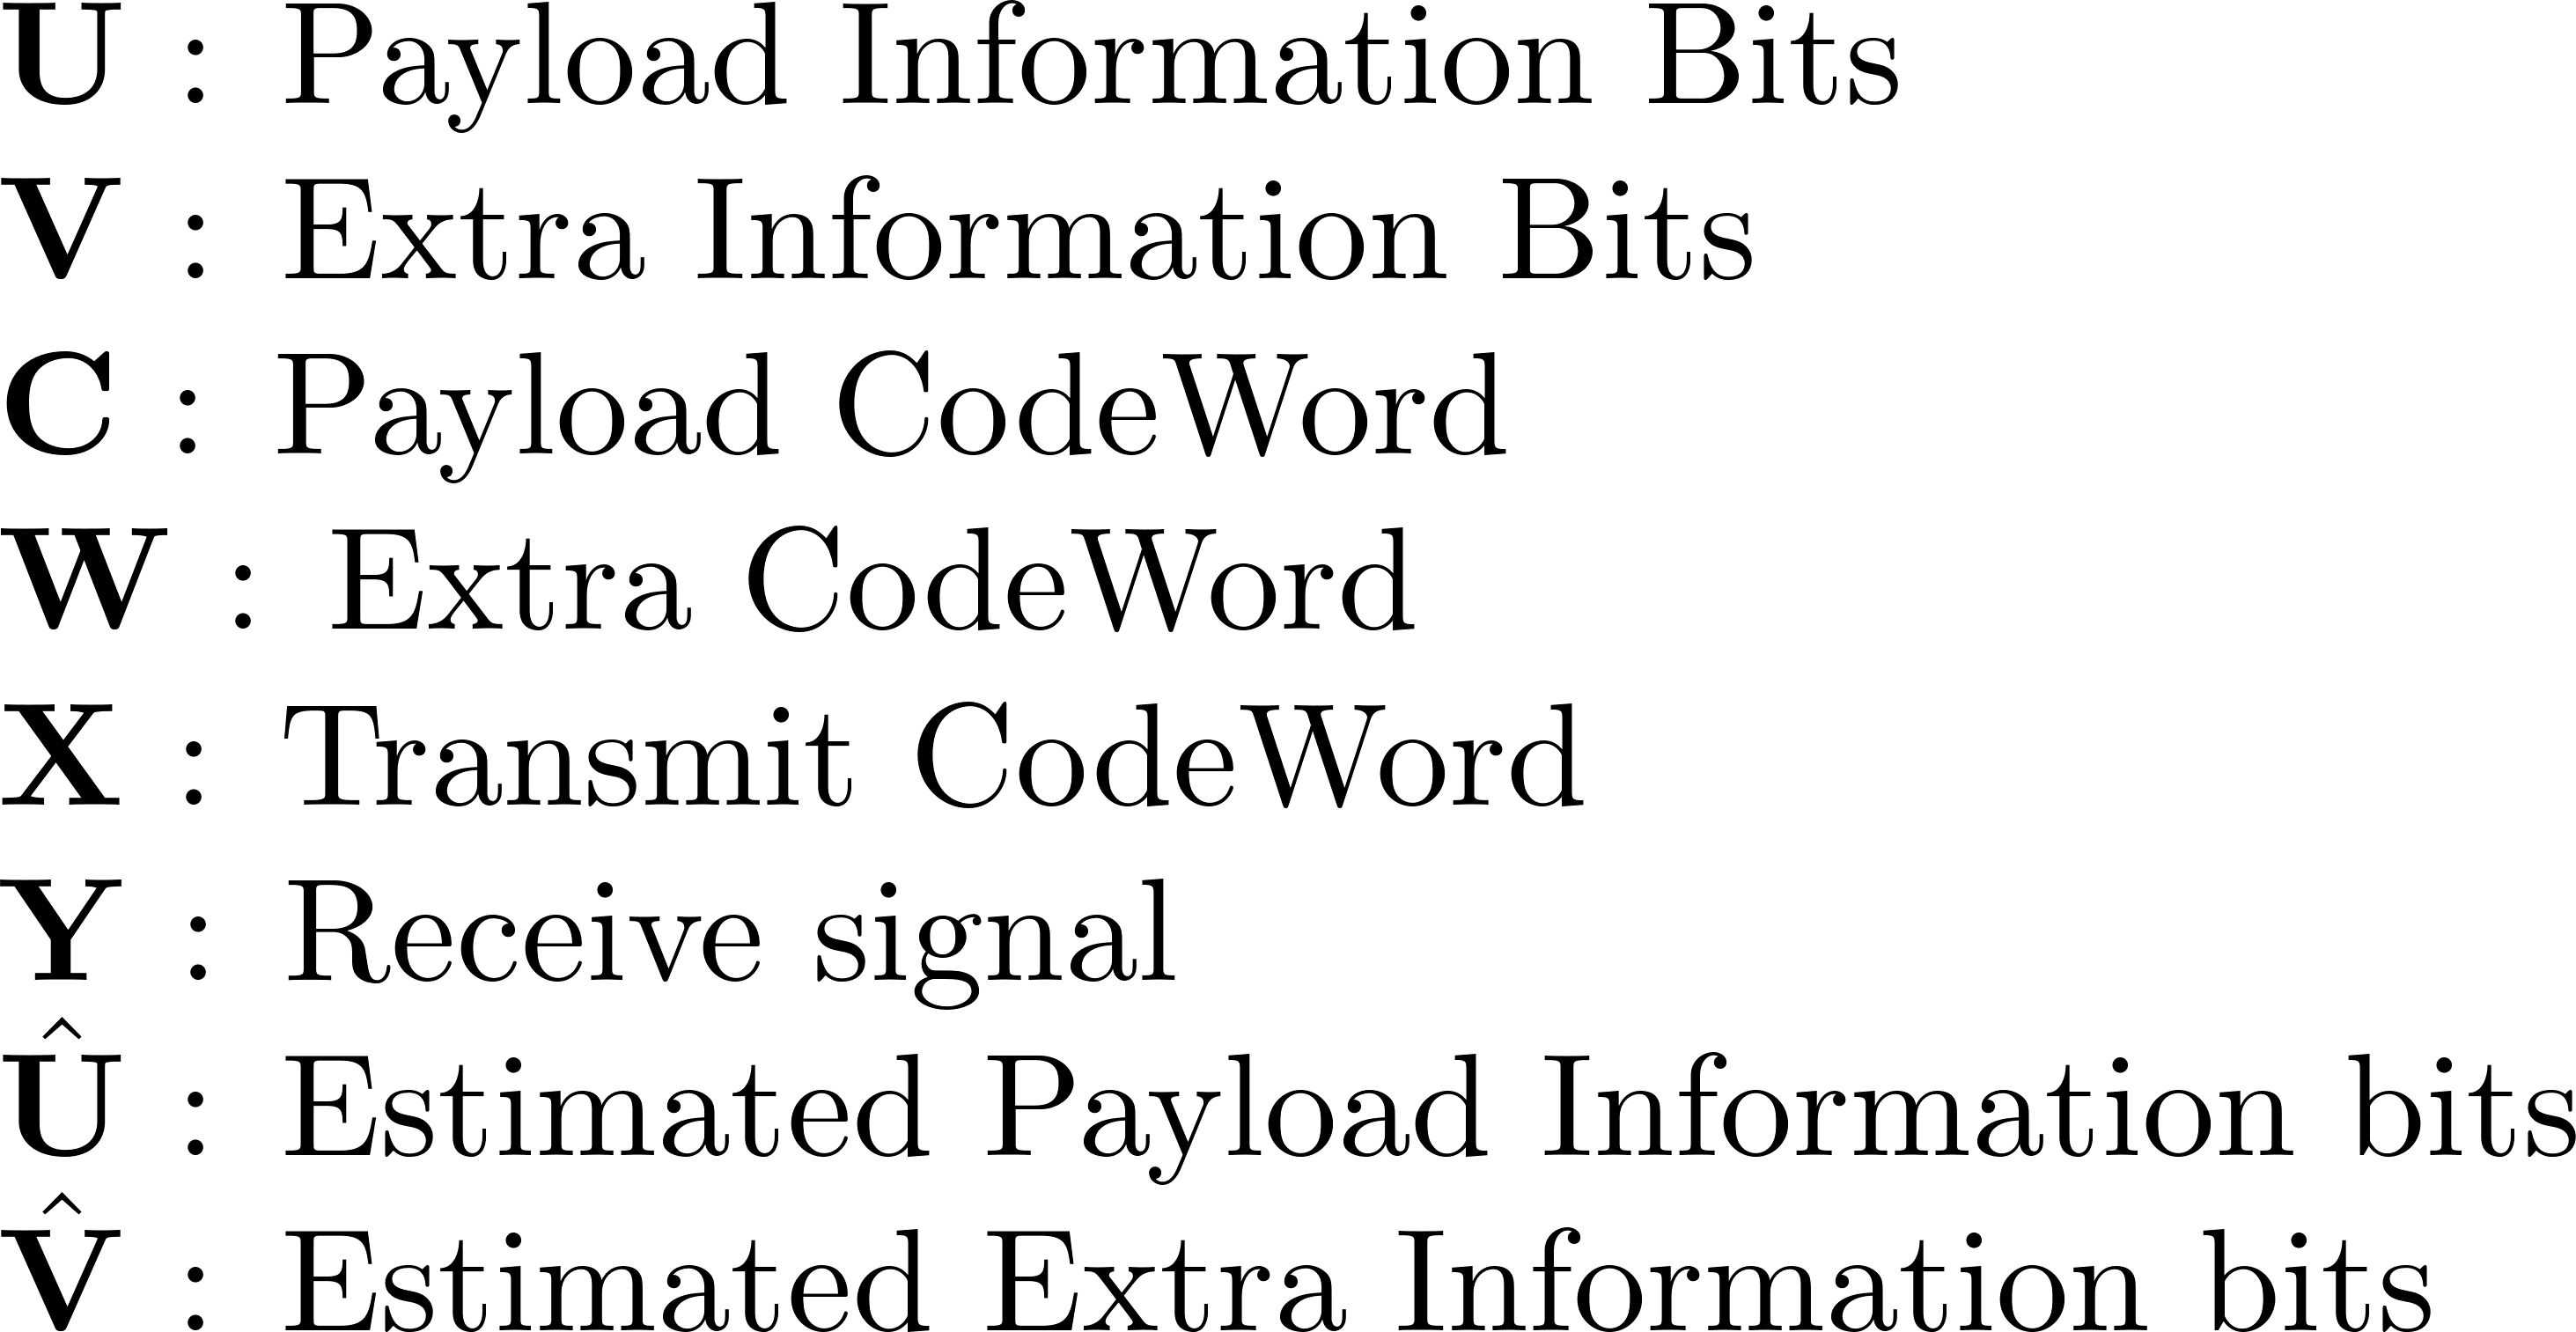 U : Payload Information Bits
V : Extra Information Bits
C : Payload CodeWord
W : Extra CodeWord
X : Transmit CodeWord
Y : Receive signal
Û : Estimated Payload Information bits
V̂ : Estimated Extra Information bits